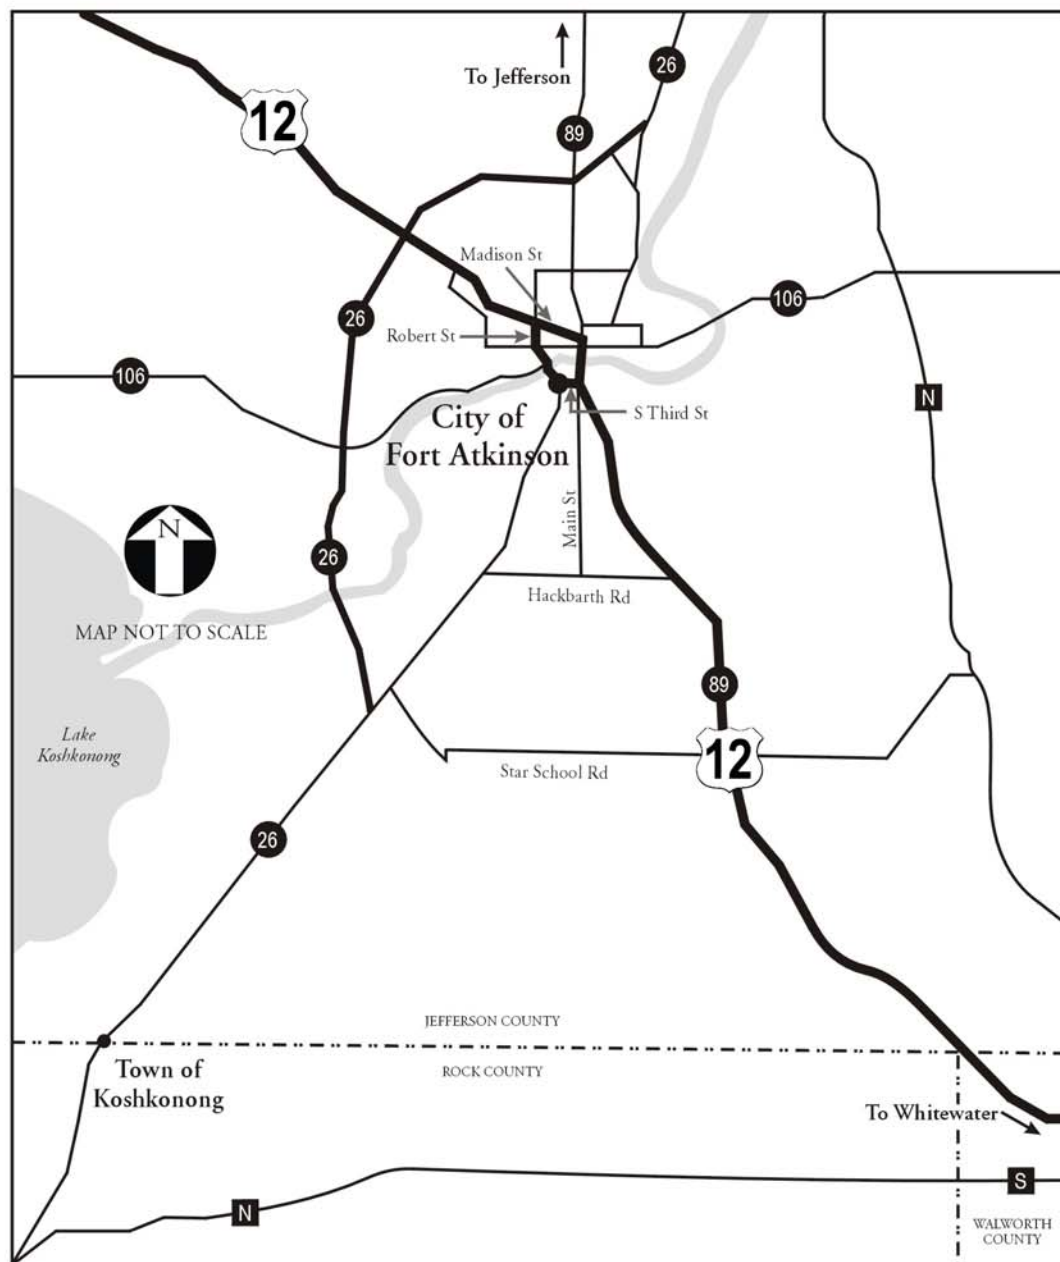 To Jefferson
26
12
89
Madison St
106
26
Robert St
106
N
City of
Fort Atkinson
S Third St
Main St
N
26
MAP NOT TO SCALE
Hackbarth Rd
89
Lake
Koshkonong
12
Star School Rd
26
JEFFERSON COUNTY
ROCK COUNTY
Town of
Koshkonong
To Whitewater
S
N
WALWORTH
COUNTY